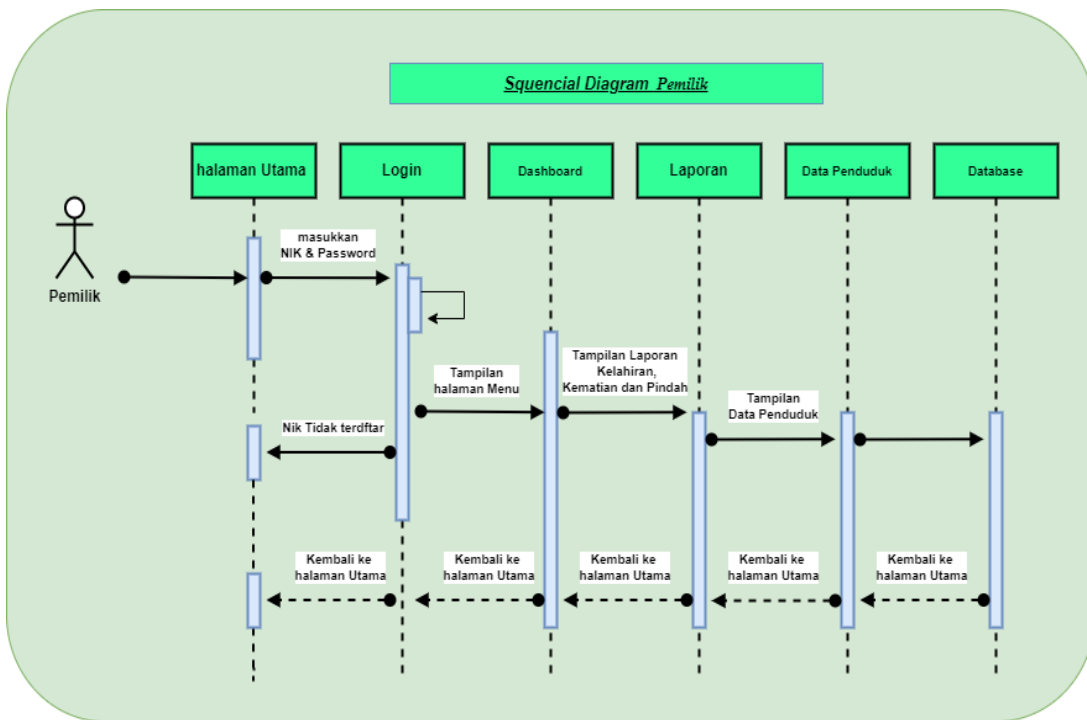 Squencial Diagram Pemilik
halaman Utama
Login
Dashboard
Laporan
Data Penduduk
Database
Pemilik
masukkan
NIK & Password
Tampilan
halaman Menu
Tampilan Laporan
Kelahiran,
Kematian dan Pindah
Tampilan
Data Penduduk
Nik Tidak terdftar
Kembali ke
halaman Utama
Kembali ke
halaman Utama
Kembali ke
halaman Utama
Kembali ke
halaman Utama
Kembali ke
halaman Utama